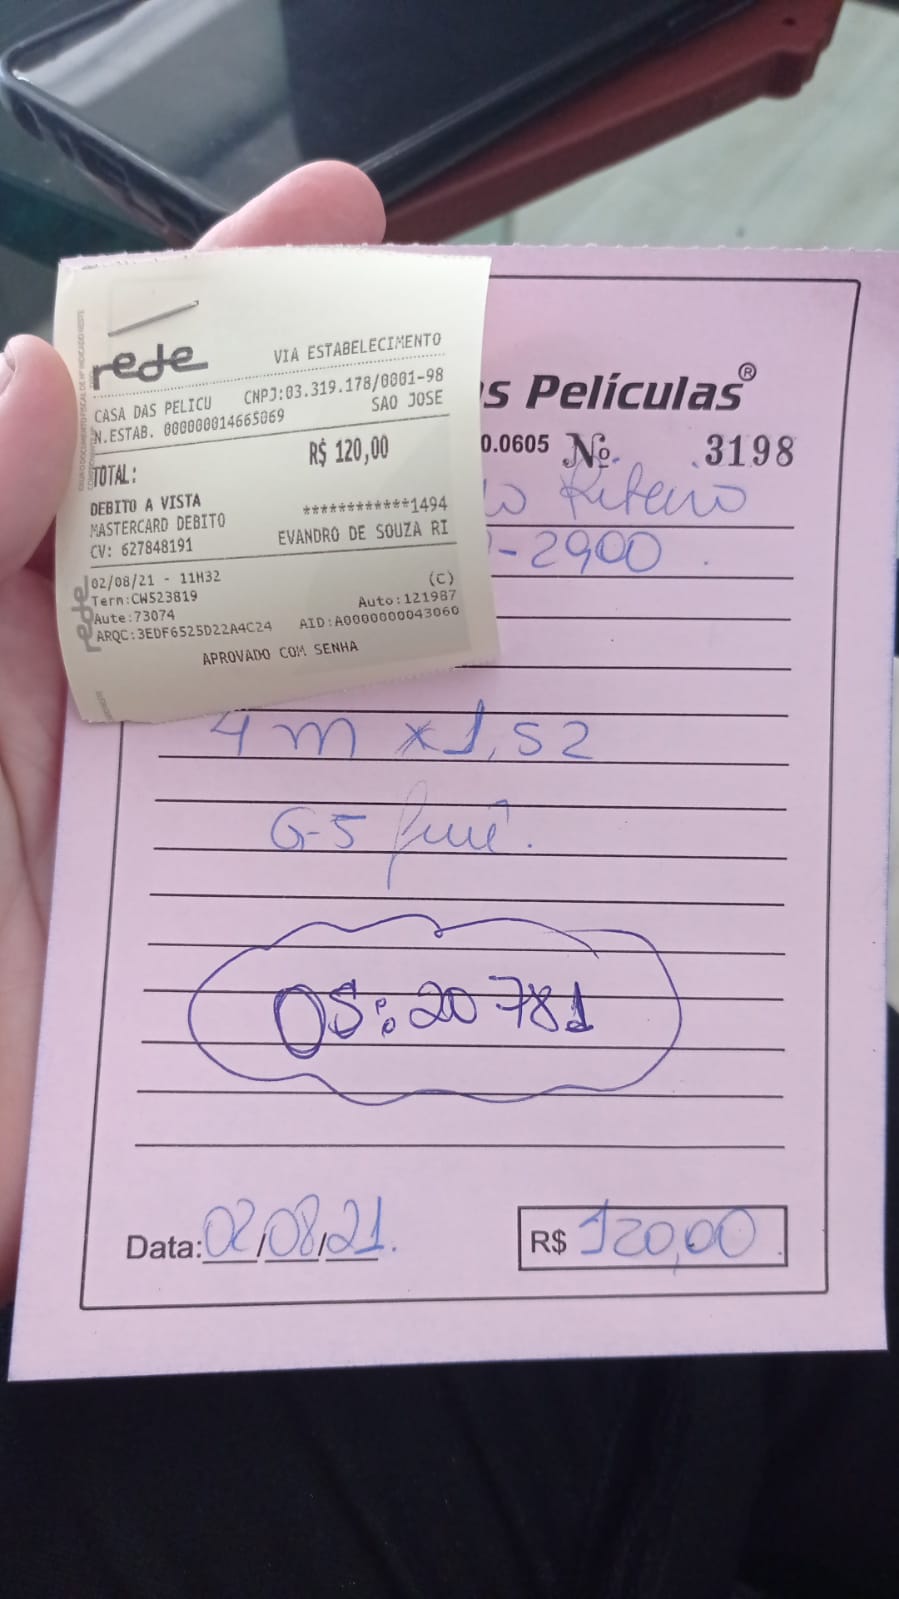 rede
VIA ESTABELECIMENTO
CASA DAS PELICU CNPJ:03.319.178/0001-98
N.ESTAB. 000000014665069 SAO JOSE
TOTAL: R$ 120,00
DEBITO A VISTA
MASTERCARD DEBITO ************1494
CV: 627848191 EVANDRO DE SOUZA RI
02/08/21 - 11H32 (C)
Term:CW523819 Auto:121987
Aute:73074
ARQC:3EDF6525D22A4C24 AID:A0000000043060
APROVADO COM SENHA
rede
s Películas®
0.0605 Nº 3198
o Ribeiro
-2900
4 m x 1,52
G-5 fumê.
OS: 20781
Data: 02/08/21. R$ 120,00